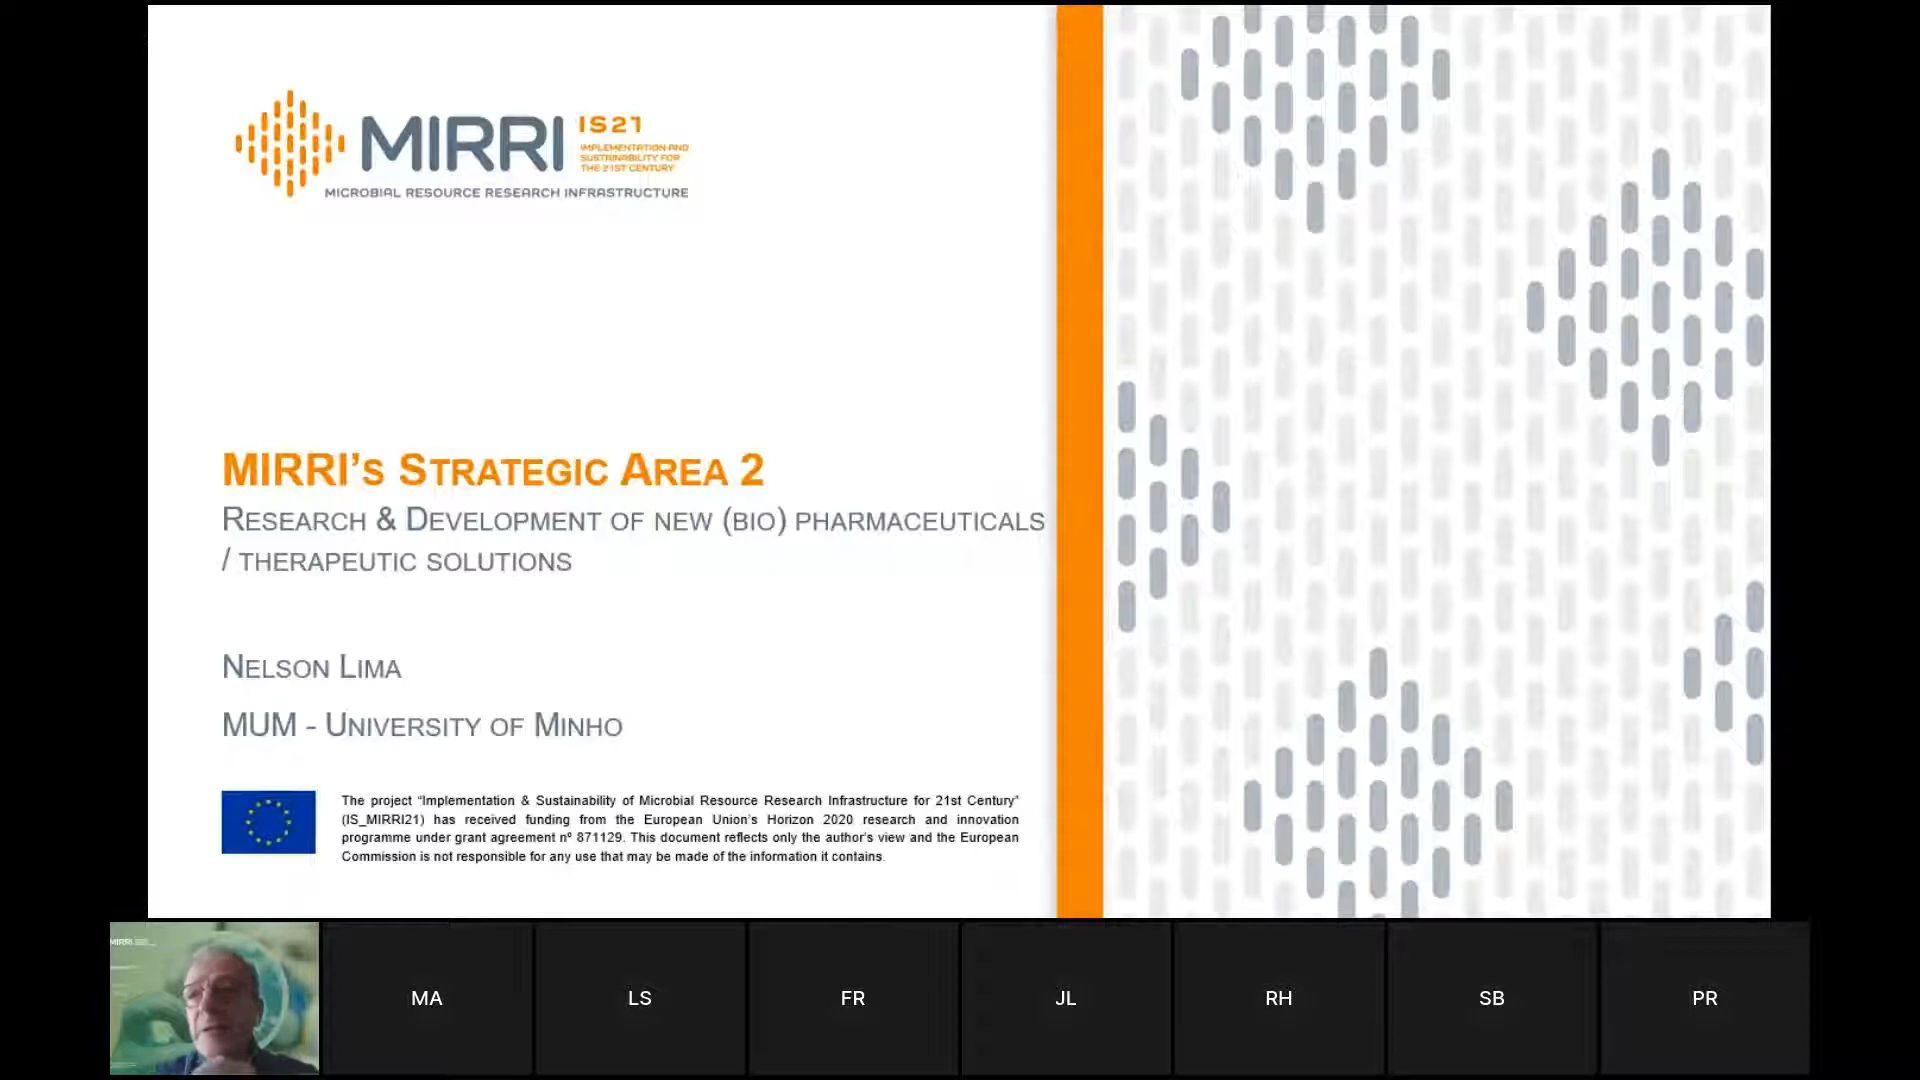 MIRRI IS21
IMPLEMENTATION AND
SUSTAINABILITY FOR
THE 21ST CENTURY
MICROBIAL RESOURCE RESEARCH INFRASTRUCTURE
MIRRI’S STRATEGIC AREA 2
RESEARCH & DEVELOPMENT OF NEW (BIO) PHARMACEUTICALS
/ THERAPEUTIC SOLUTIONS
NELSON LIMA
MUM - UNIVERSITY OF MINHO
The project “Implementation & Sustainability of Microbial Resource Research Infrastructure for 21st Century”
(IS_MIRRI21) has received funding from the European Union’s Horizon 2020 research and innovation
programme under grant agreement nº 871129. This document reflects only the author’s view and the European
Commission is not responsible for any use that may be made of the information it contains.
MIRRI
MA
LS
FR
JL
RH
SB
PR